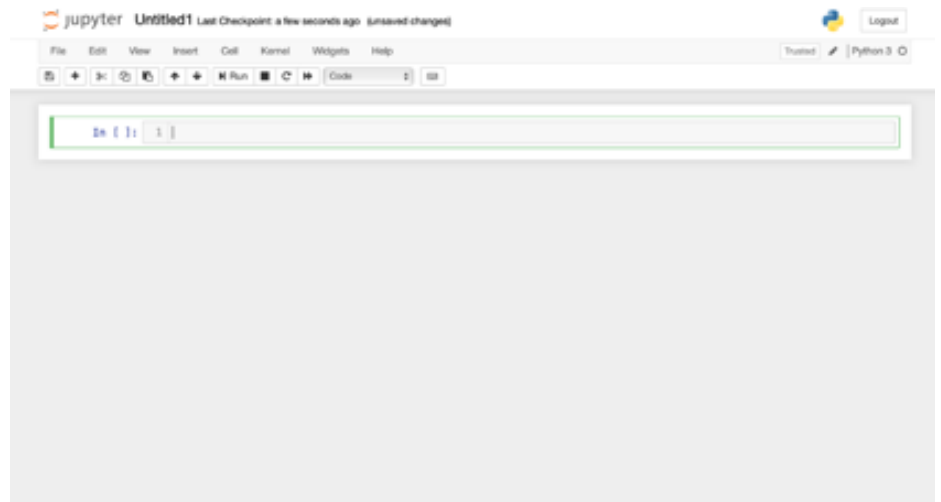 jupyter Untitled1 Last Checkpoint: a few seconds ago (unsaved changes) Logout
File Edit View Insert Cell Kernel Widgets Help Trusted Python 3
Run Code
In [ ]: 1